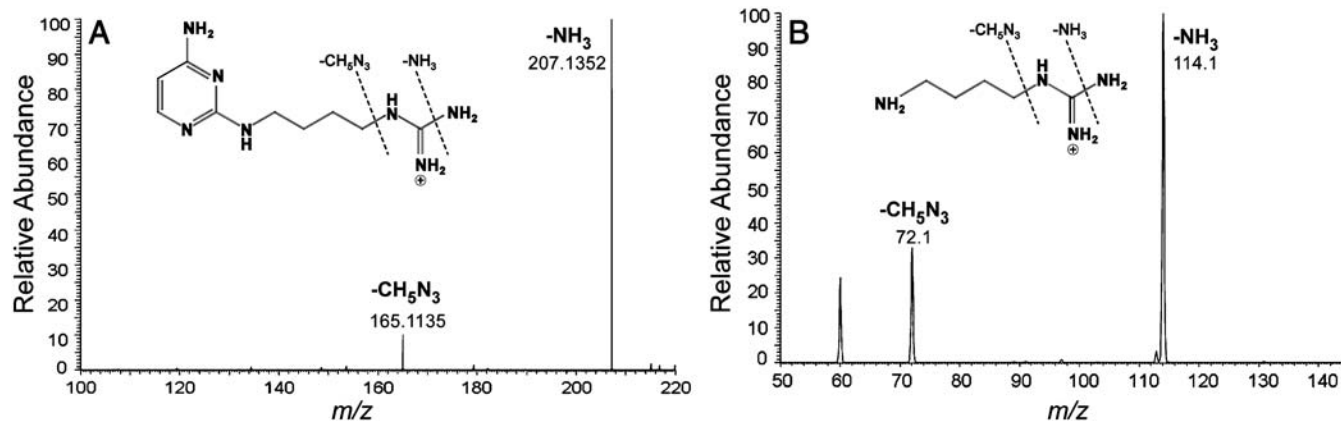 A
NH₂
N
N
N
H
H
N
NH₂
NH₂
⊕
-CH₅N₃
-NH₃
-NH₃
207.1352
-CH₅N₃
165.1135
Relative Abundance
100
90
80
70
60
50
40
30
20
10
0
100 120 140 160 180 200 220
m/z
B
-CH₅N₃
-NH₃
H
N
NH₂
NH₂
NH₂
⊕
-NH₃
114.1
-CH₅N₃
72.1
Relative Abundance
100
90
80
70
60
50
40
30
20
10
0
50 60 70 80 90 100 110 120 130 140
m/z